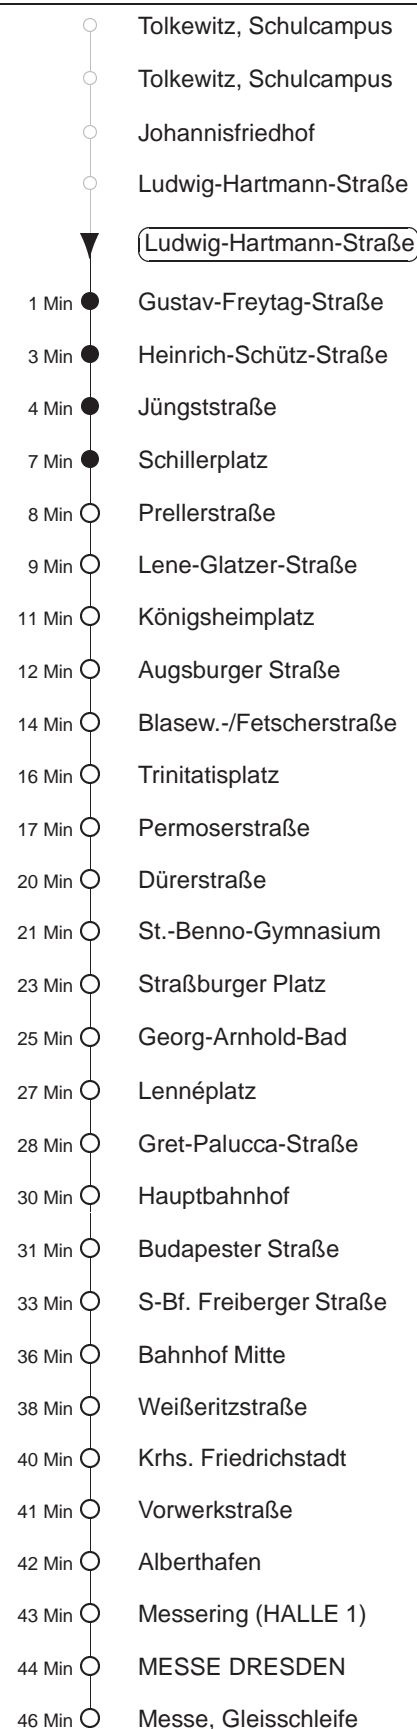 Tolkewitz, Schulcampus
Tolkewitz, Schulcampus
Johannisfriedhof
Ludwig-Hartmann-Straße
Ludwig-Hartmann-Straße
1 Min Gustav-Freytag-Straße
3 Min Heinrich-Schütz-Straße
4 Min Jüngststraße
7 Min Schillerplatz
8 Min Prellerstraße
9 Min Lene-Glatzer-Straße
11 Min Königsheimplatz
12 Min Augsburger Straße
14 Min Blasew.-/Fetscherstraße
16 Min Trinitatisplatz
17 Min Permoserstraße
20 Min Dürerstraße
21 Min St.-Benno-Gymnasium
23 Min Straßburger Platz
25 Min Georg-Arnhold-Bad
27 Min Lennéplatz
28 Min Gret-Palucca-Straße
30 Min Hauptbahnhof
31 Min Budapester Straße
33 Min S-Bf. Freiberger Straße
36 Min Bahnhof Mitte
38 Min Weißeritzstraße
40 Min Krhs. Friedrichstadt
41 Min Vorwerkstraße
42 Min Alberthafen
43 Min Messering (HALLE 1)
44 Min MESSE DRESDEN
46 Min Messe, Gleisschleife